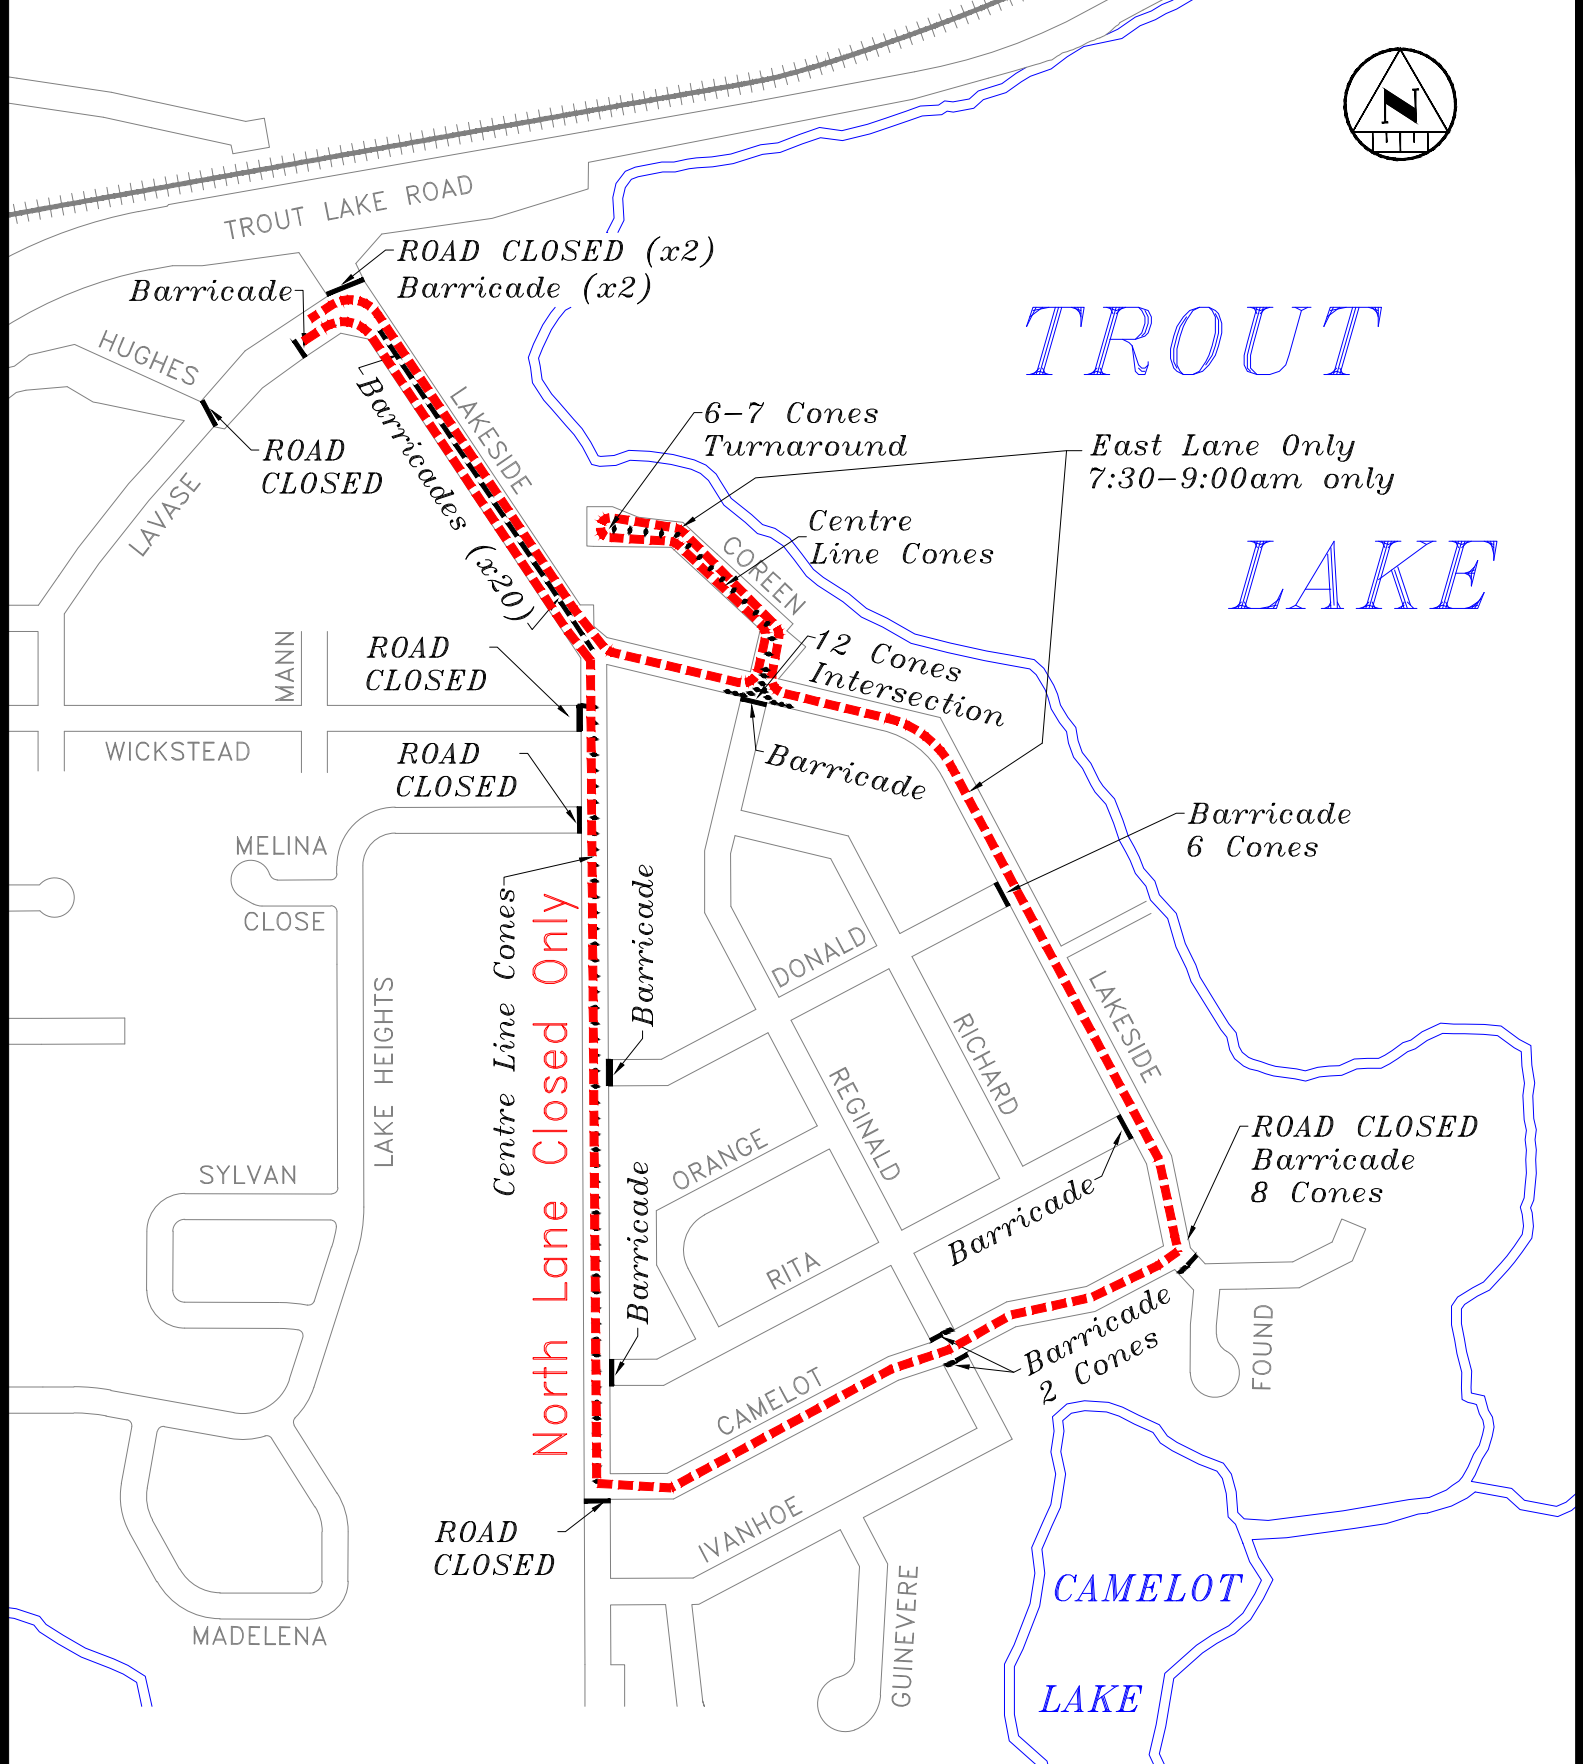 N
TROUT LAKE ROAD
ROAD CLOSED (x2)
Barricade (x2)
Barricade
HUGHES
TROUT
LAKE
LAKESIDE
Barricades (x20)
6-7 Cones
Turnaround
East Lane Only
7:30-9:00am only
ROAD
CLOSED
LAVASE
Centre
Line Cones
COREEN
12 Cones
Intersection
MANN
ROAD
CLOSED
WICKSTEAD
ROAD
CLOSED
Barricade
Barricade
6 Cones
MELINA
CLOSE
Centre Line Cones
North Lane Closed Only
Barricade
DONALD
LAKESIDE
RICHARD
REGINALD
LAKE HEIGHTS
ORANGE
SYLVAN
Barricade
ROAD CLOSED
Barricade
8 Cones
Barricade
RITA
Barricade
2 Cones
FOUND
CAMELOT
ROAD
CLOSED
IVANHOE
GUINEVERE
MADELENA
CAMELOT
LAKE